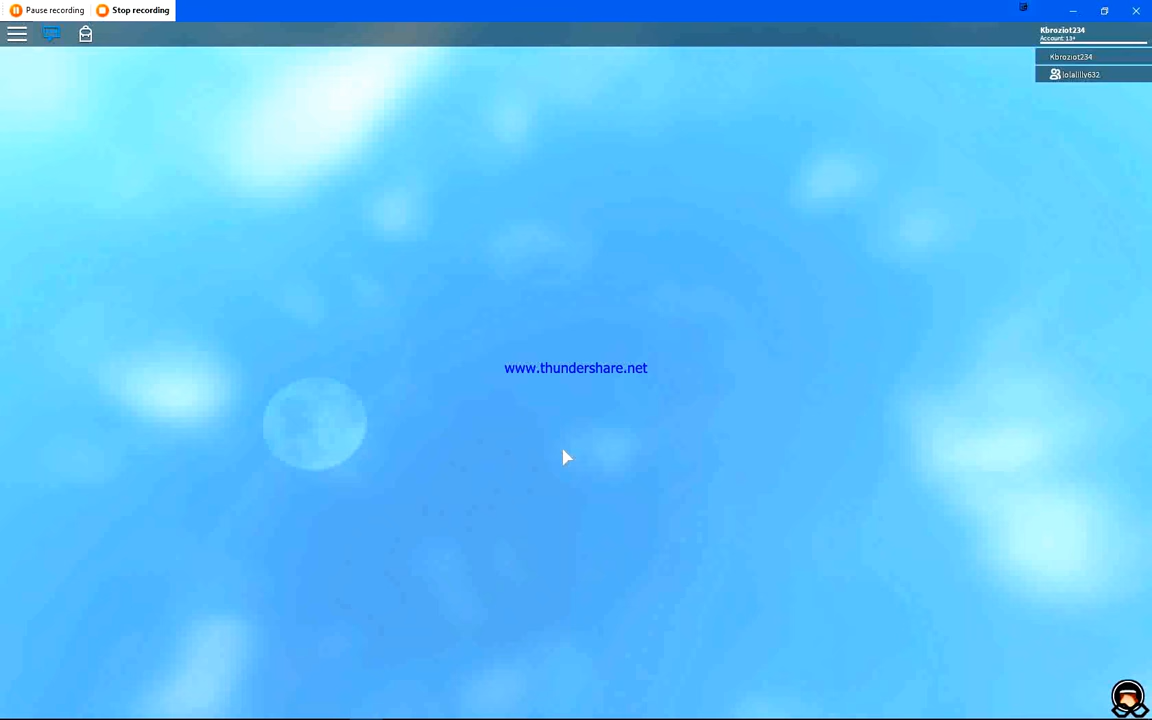 Pause recording
Stop recording
Kbroziot234
Account: 13+
Kbroziot234
lolalilly632
www.thundershare.net